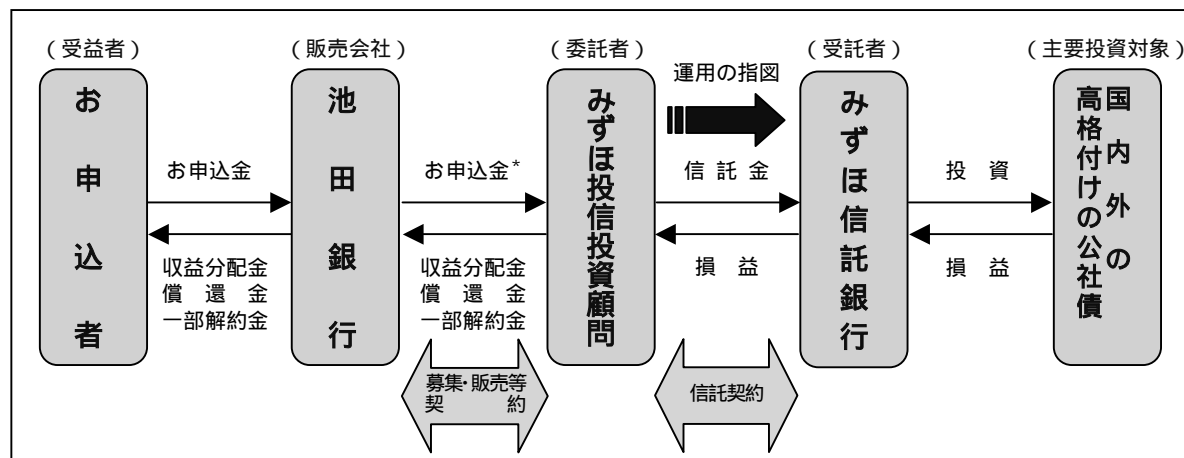 (受益者)
お申込者
お申込金
収益分配金
償還金
一部解約金
(販売会社)
池田銀行
お申込金*
収益分配金
償還金
一部解約金
募集・販売等
契約
(委託者)
みずほ投信投資顧問
運用の指図
信託金
損益
信託契約
(受託者)
みずほ信託銀行
投資
損益
(主要投資対象)
国内外の
高格付けの公社債